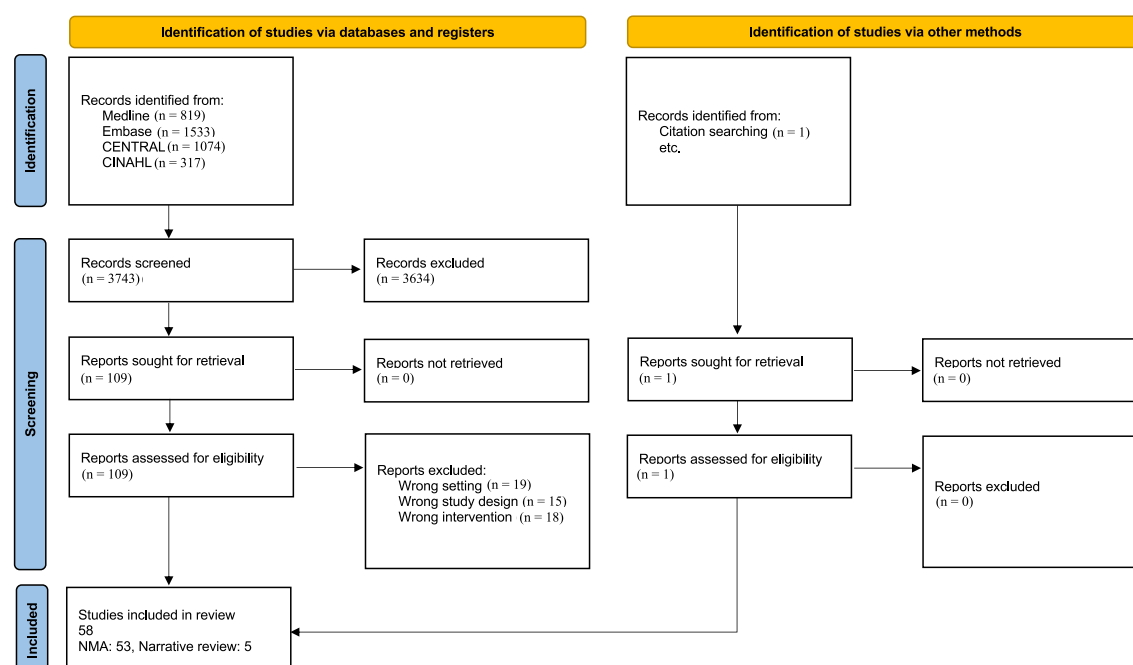 Identification of studies via databases and registers
Identification of studies via other methods
Identification
Records identified from:
Medline (n = 819)
Embase (n = 1533)
CENTRAL (n = 1074)
CINAHL (n = 317)
Records identified from:
Citation searching (n = 1)
etc.
Screening
Records screened
(n = 3743)
Records excluded
(n = 3634)
Reports sought for retrieval
(n = 109)
Reports not retrieved
(n = 0)
Reports sought for retrieval
(n = 1)
Reports not retrieved
(n = 0)
Reports assessed for eligibility
(n = 109)
Reports excluded:
Wrong setting (n = 19)
Wrong study design (n = 15)
Wrong intervention (n = 18)
Reports assessed for eligibility
(n = 1)
Reports excluded
(n = 0)
Included
Studies included in review
58
NMA: 53, Narrative review: 5